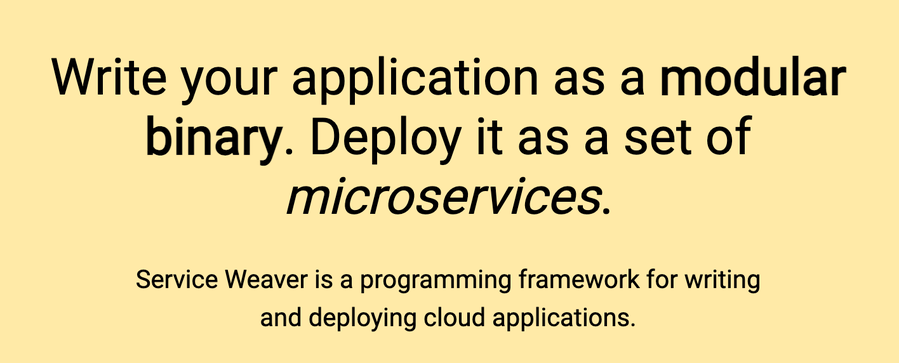 Write your application as a modular
binary. Deploy it as a set of
microservices.
Service Weaver is a programming framework for writing
and deploying cloud applications.